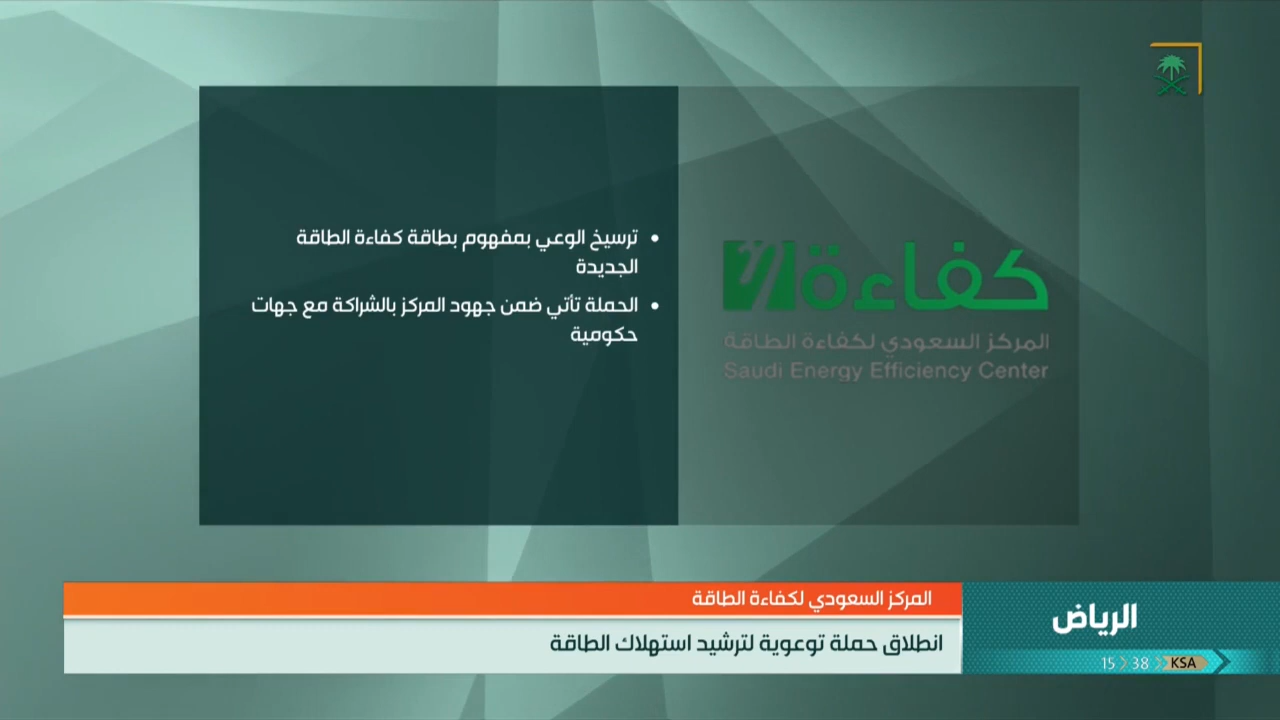 كفاءة
المركز السعودي لكفاءة الطاقة
Saudi Energy Efficiency Center
• ترسيخ الوعي بمفهوم بطاقة كفاءة الطاقة
الجديدة
• الحملة تأتي ضمن جهود المركز بالشراكة مع جهات
حكومية
المركز السعودي لكفاءة الطاقة
انطلاق حملة توعوية لترشيد استهلاك الطاقة
الرياض
15 38 KSA